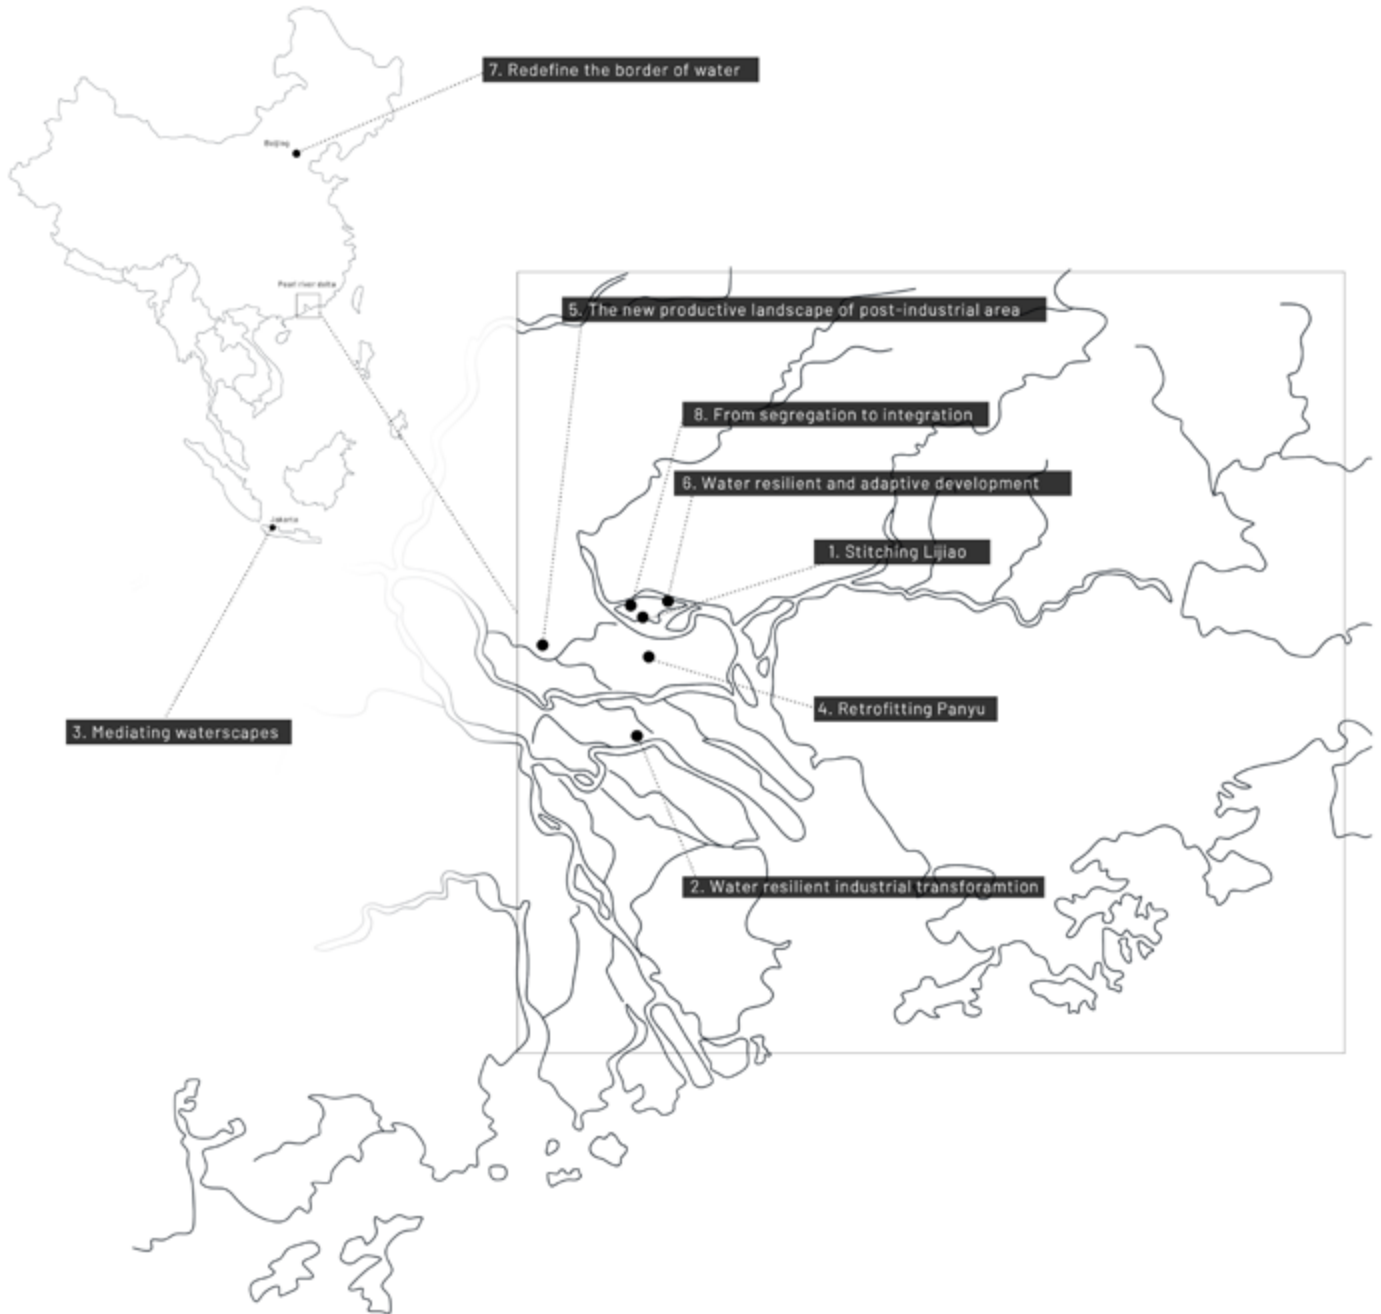 7. Redefine the border of water
Beijing
Pearl river delta
5. The new productive landscape of post-industrial area
8. From segregation to integration
6. Water resilient and adaptive development
Jakarta
1. Stitching Lijiao
4. Retrofitting Panyu
3. Mediating waterscapes
2. Water resilient industrial transforamtion